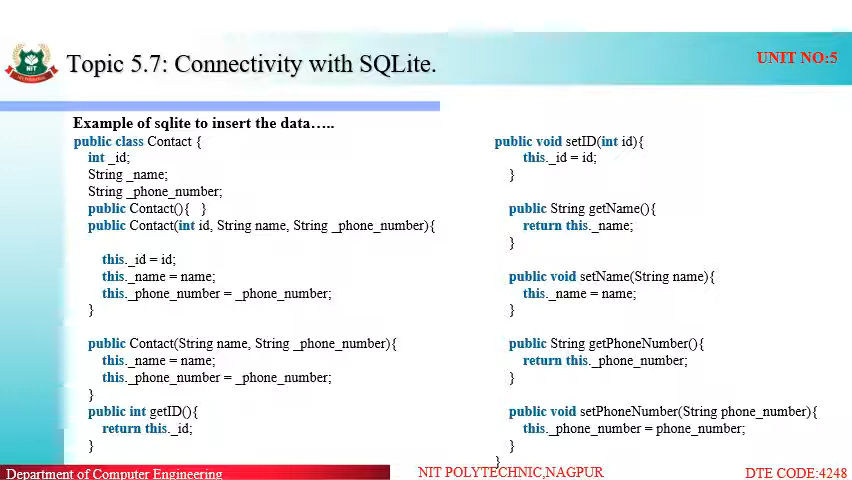 Topic 5.7: Connectivity with SQLite.
UNIT NO:5
NIT
Example of sqlite to insert the data…..
public class Contact {
int _id;
String _name;
String _phone_number;
public Contact(){ }
public Contact(int id, String name, String _phone_number){
this._id = id;
this._name = name;
this._phone_number = _phone_number;
}
public Contact(String name, String _phone_number){
this._name = name;
this._phone_number = _phone_number;
}
public int getID(){
return this._id;
}
public void setID(int id){
this._id = id;
}
public String getName(){
return this._name;
}
public void setName(String name){
this._name = name;
}
public String getPhoneNumber(){
return this._phone_number;
}
public void setPhoneNumber(String phone_number){
this._phone_number = phone_number;
}
}
Department of Computer Engineering
NIT POLYTECHNIC,NAGPUR
DTE CODE:4248